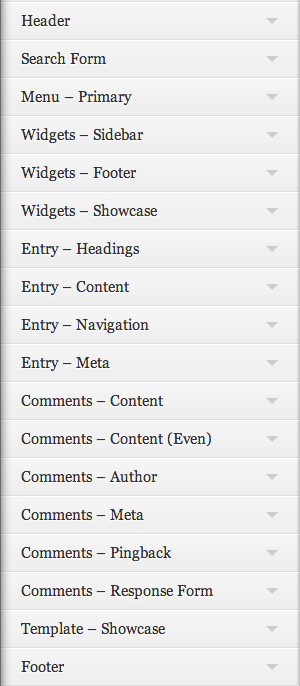 Header
Search Form
Menu – Primary
Widgets – Sidebar
Widgets – Footer
Widgets – Showcase
Entry – Headings
Entry – Content
Entry – Navigation
Entry – Meta
Comments – Content
Comments – Content (Even)
Comments – Author
Comments – Meta
Comments – Pingback
Comments – Response Form
Template – Showcase
Footer